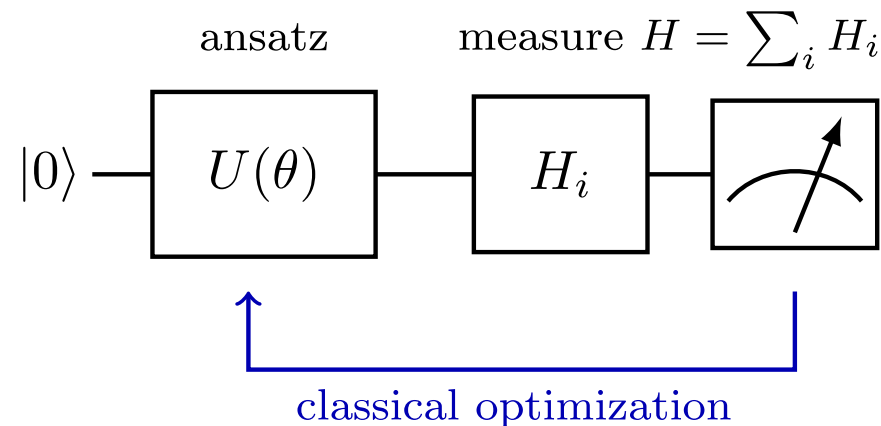 ansatz
measure H = ∑ᵢ Hᵢ
|0⟩ U(θ) Hᵢ
classical optimization